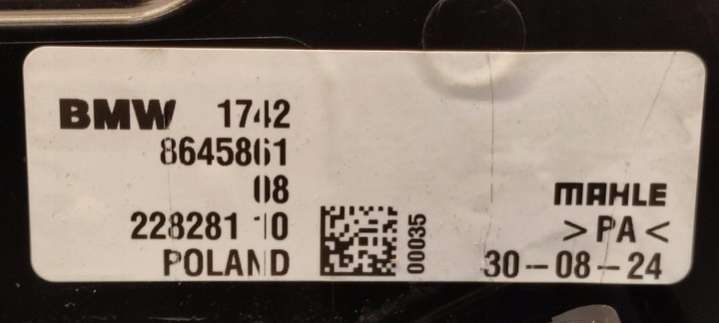 BMW 1742
8645861
08
228281 10
POLAND
00035
MAHLE
>PA<
30-08-24